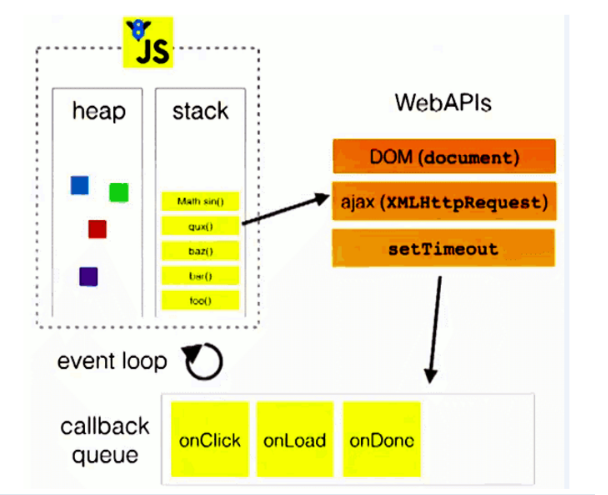 JS
heap
stack
Math sin()
qux()
baz()
bar()
foo()
WebAPIs
DOM (document)
ajax (XMLHttpRequest)
setTimeout
event loop
callback
queue
onClick
onLoad
onDone